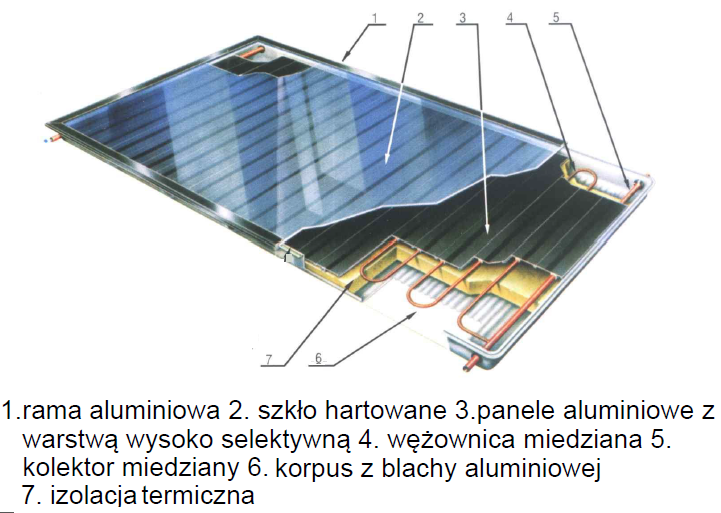 1 2 3 4 5
7 6
1.rama aluminiowa 2. szkło hartowane 3.panele aluminiowe z
warstwą wysoko selektywną 4. wężownica miedziana 5.
kolektor miedziany 6. korpus z blachy aluminiowej
7. izolacja termiczna